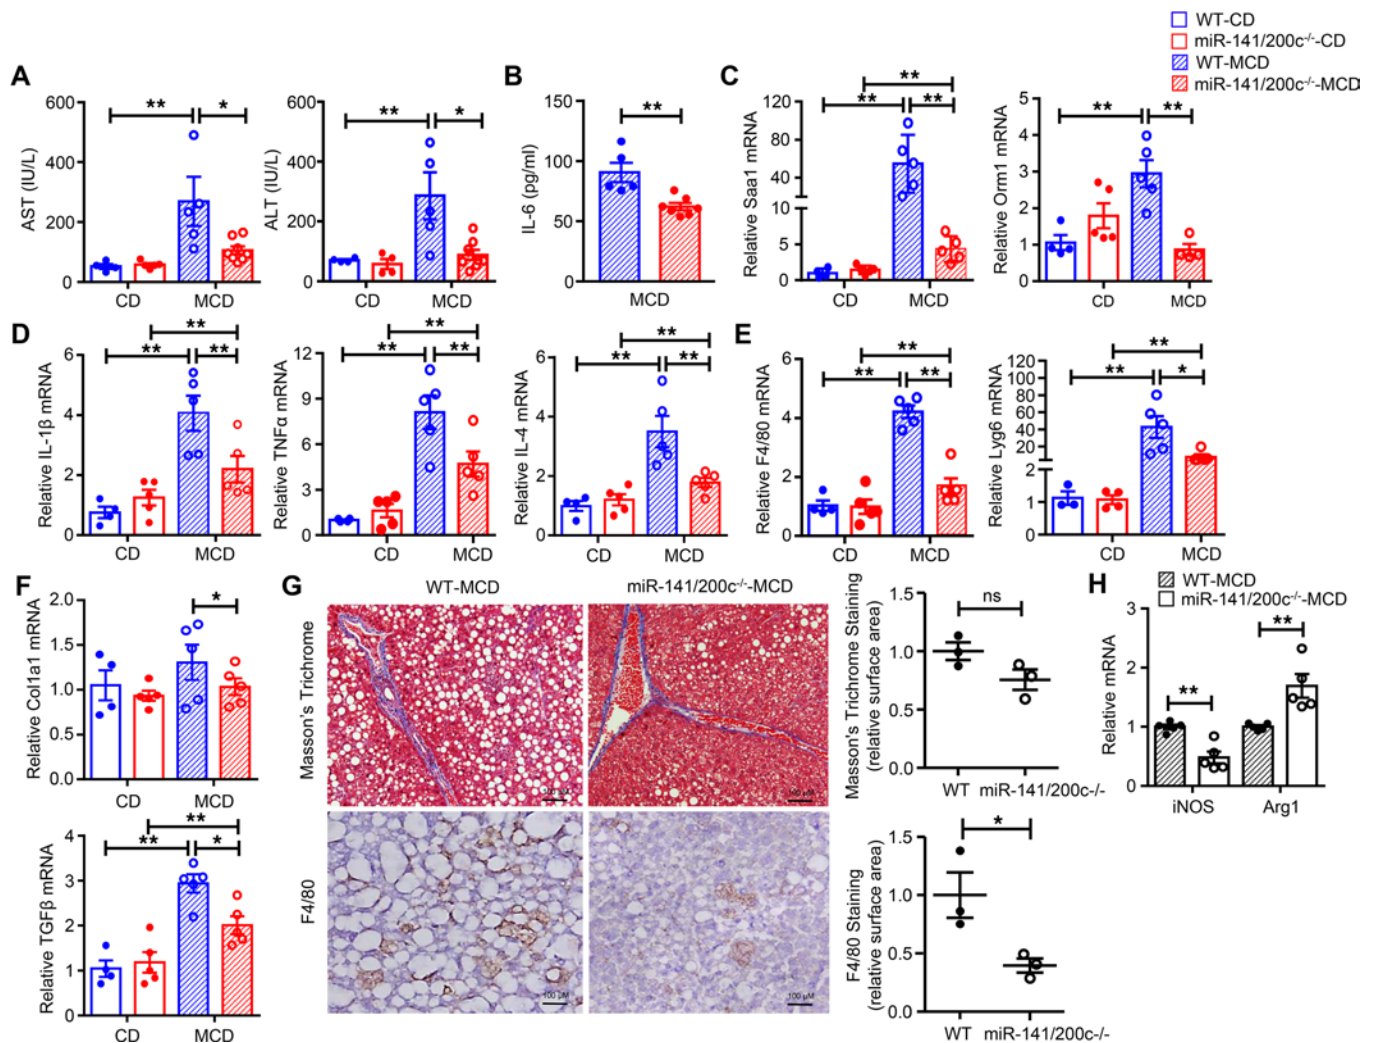 WT-CD
miR-141/200c-/--CD
WT-MCD
miR-141/200c-/--MCD
A
AST (IU/L)
600
400
200
0
**
*
CD
MCD
ALT (IU/L)
600
400
200
0
**
*
CD
MCD
B
IL-6 (pg/ml)
150
100
50
0
**
MCD
C
Relative Saa1 mRNA
120
80
40
10
5
0
**
**
**
CD
MCD
Relative Orm1 mRNA
5
4
3
2
1
0
**
**
CD
MCD
D
Relative IL-1β mRNA
6
4
2
0
**
**
**
CD
MCD
Relative TNFα mRNA
12
9
6
3
0
**
**
**
CD
MCD
Relative IL-4 mRNA
6
4
2
0
**
**
**
CD
MCD
E
Relative F4/80 mRNA
6
4
2
0
**
**
**
CD
MCD
Relative Lyg6 mRNA
120
100
80
60
40
20
2
1
0
**
**
*
CD
MCD
F
Relative Col1a1 mRNA
2.0
1.5
1.0
0.5
0.0
*
CD
MCD
Relative TGFβ mRNA
4
3
2
1
0
**
**
*
CD
MCD
G
WT-MCD
miR-141/200c-/--MCD
Masson's Trichrome
100 µM
100 µM
F4/80
100 µM
100 µM
Masson's Trichrome Staining
(relative surface area)
1.5
1.0
0.5
0.0
ns
WT miR-141/200c-/-
F4/80 Staining
(relative surface area)
1.5
1.0
0.5
0.0
*
WT miR-141/200c-/-
H
WT-MCD
miR-141/200c-/--MCD
Relative mRNA
3
2
1
0
**
**
iNOS
Arg1